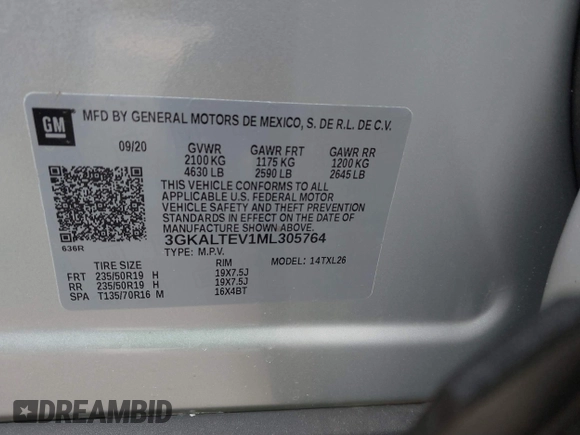 GM
MFD BY GENERAL MOTORS DE MEXICO, S. DE R.L. DE C.V.
09/20 GVWR GAWR FRT GAWR RR
2100 KG 1175 KG 1200 KG
4630 LB 2590 LB 2645 LB
THIS VEHICLE CONFORMS TO ALL
APPLICABLE U.S. FEDERAL MOTOR
VEHICLE SAFETY AND THEFT PREVENTION
STANDARDS IN EFFECT ON THE DATE OF
MANUFACTURE SHOWN ABOVE.
636R
3GKALTEV1ML305764
TYPE: M.P.V. MODEL: 14TXL26
TIRE SIZE RIM
FRT 235/50R19 H 19X7.5J
RR 235/50R19 H 19X7.5J
SPA T135/70R16 M 16X4BT
DREAMBID